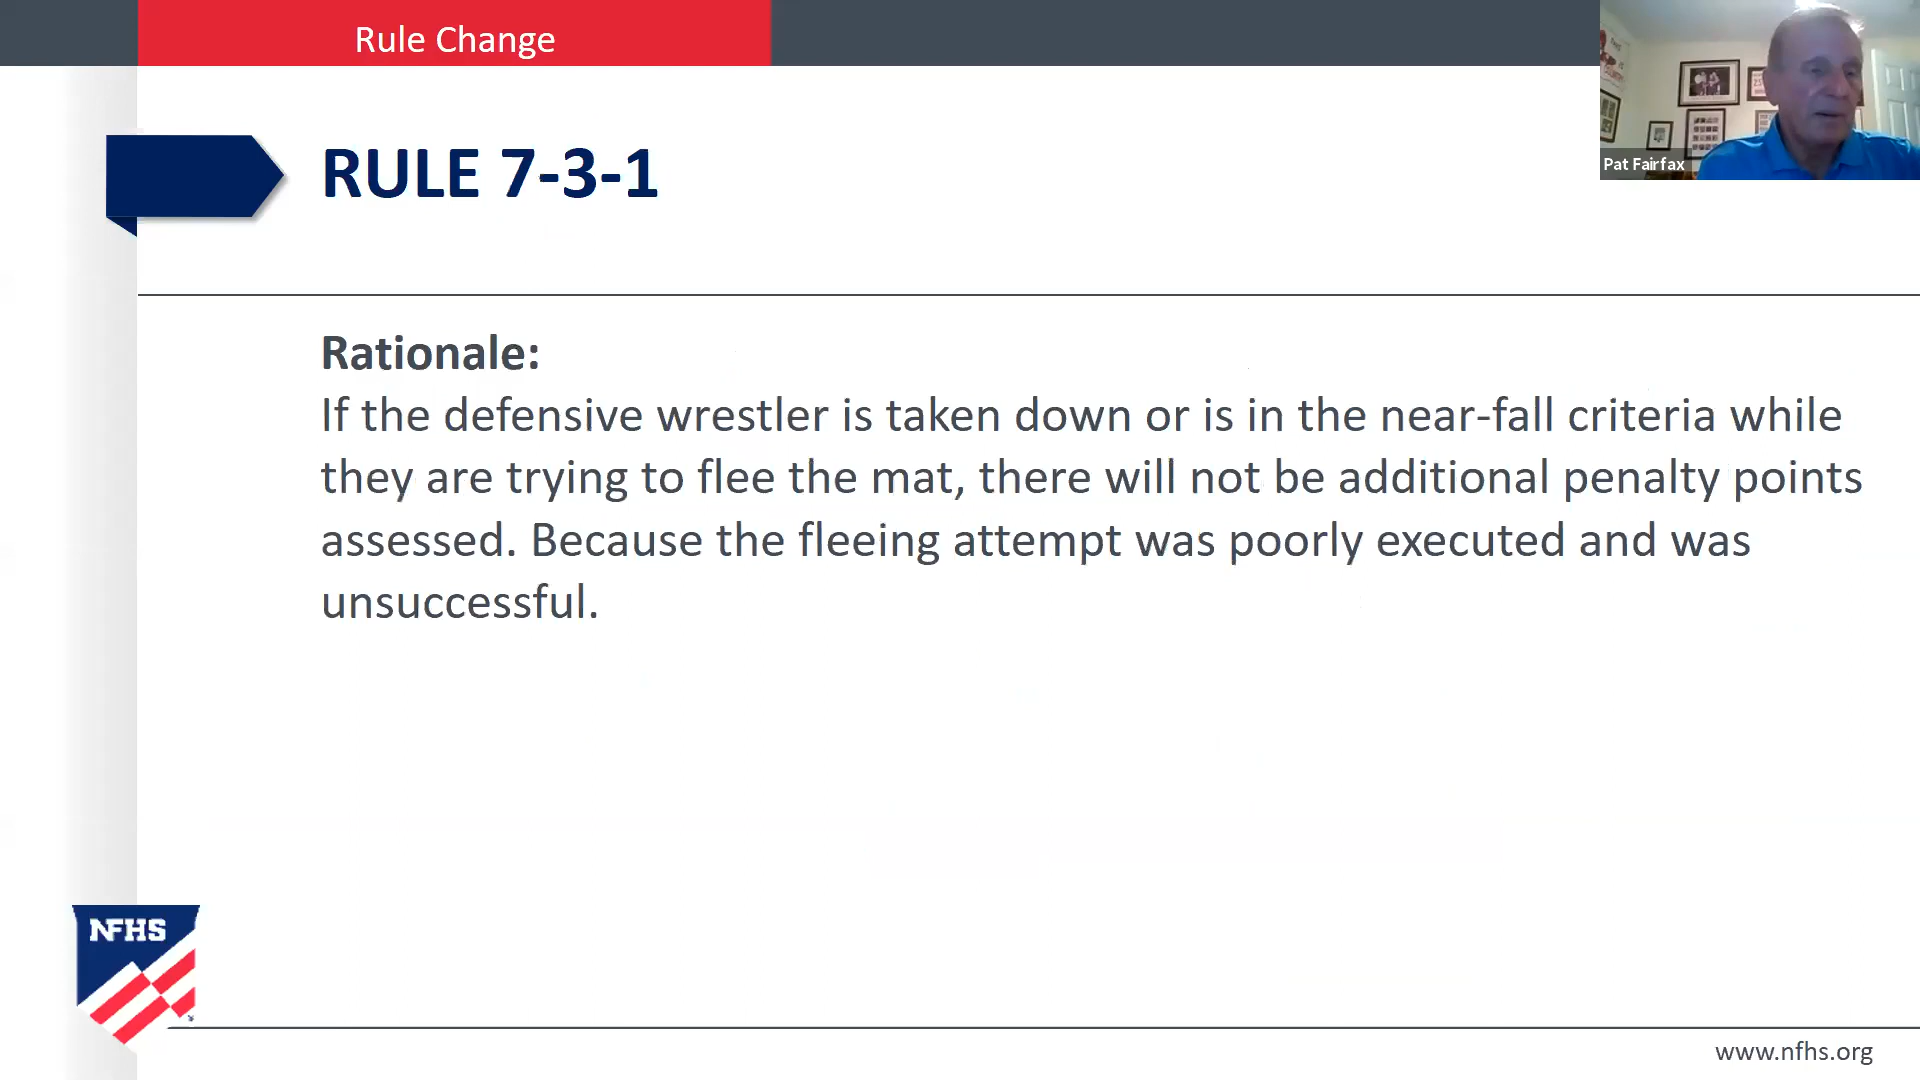 Rule Change
Pat Fairfax
RULE 7-3-1
Rationale:
If the defensive wrestler is taken down or is in the near-fall criteria while
they are trying to flee the mat, there will not be additional penalty points
assessed. Because the fleeing attempt was poorly executed and was
unsuccessful.
NFHS
www.nfhs.org